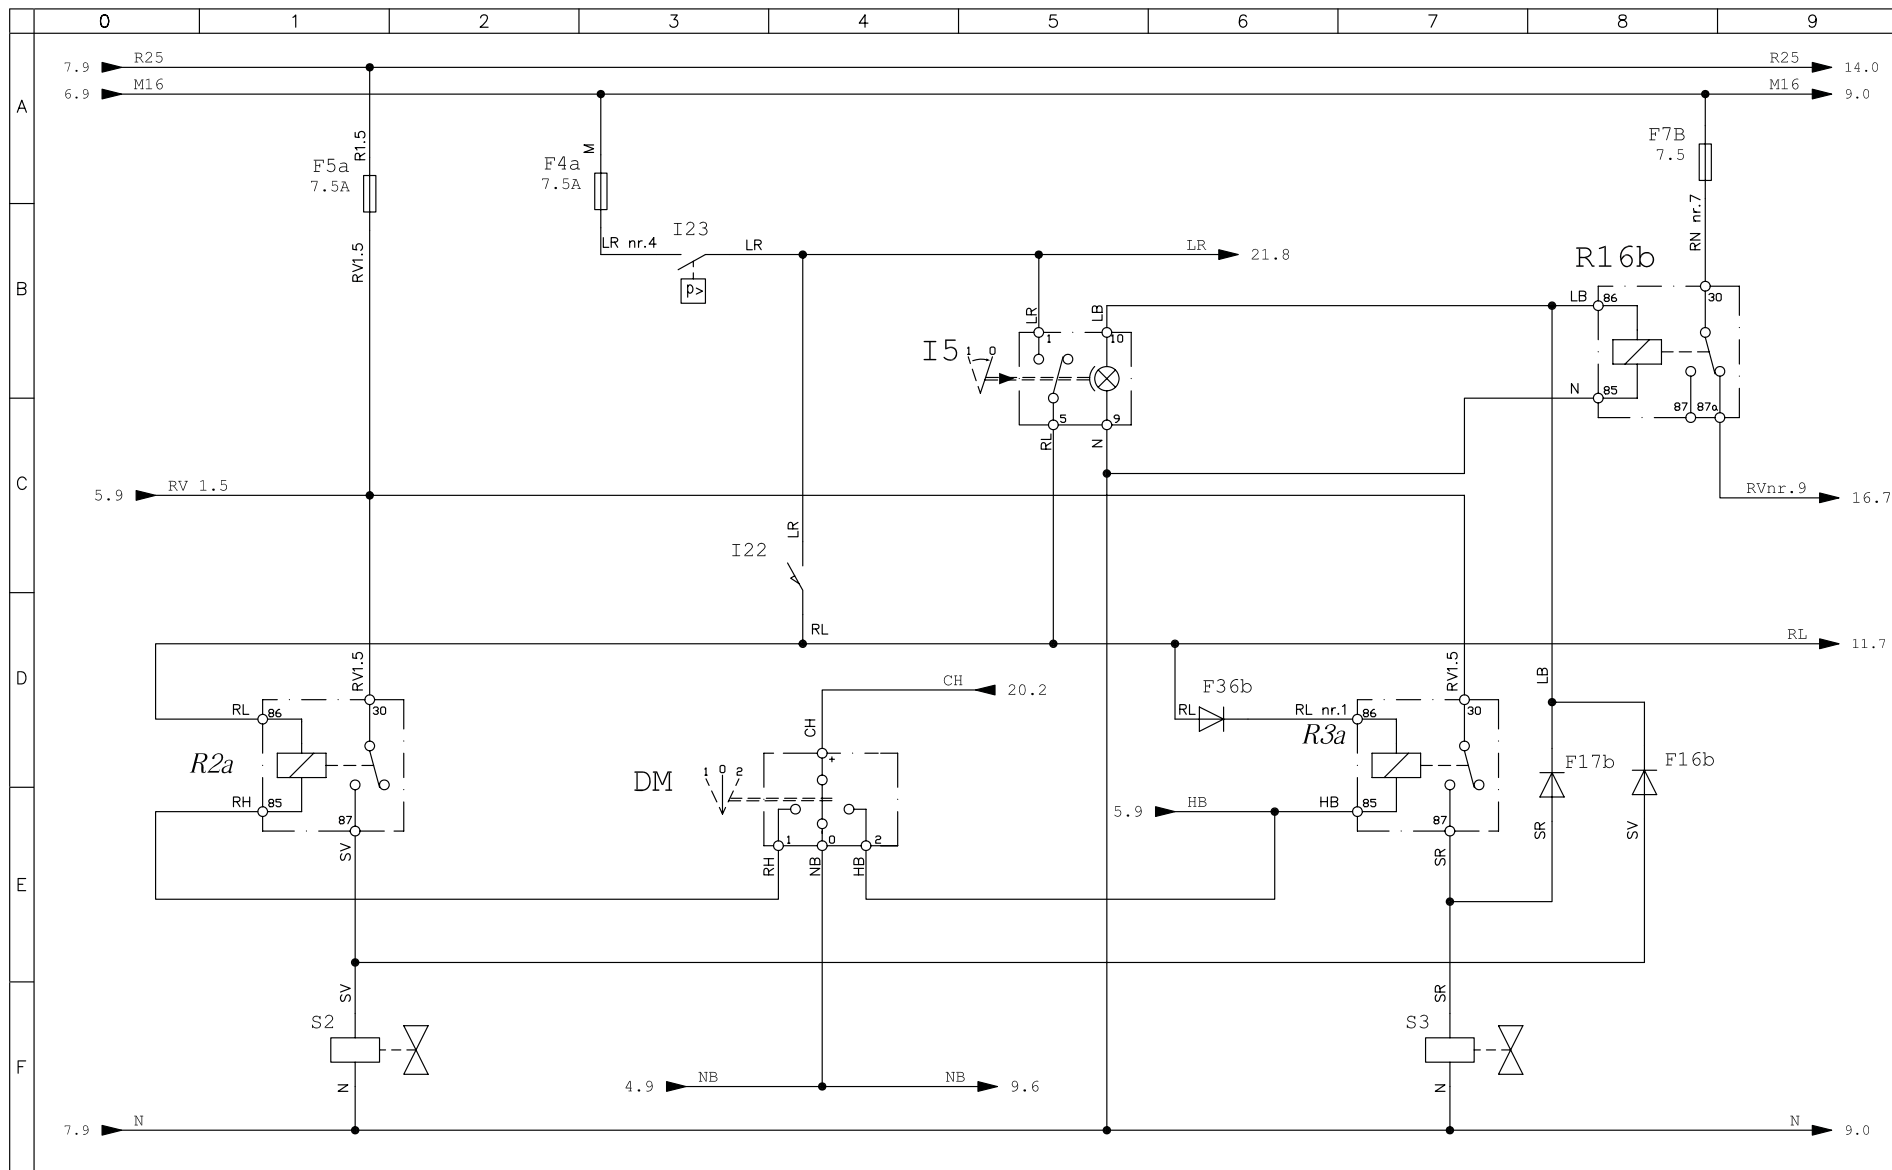 0 1 2 3 4 5 6 7 8 9
7.9 R25 R25 14.0
6.9 M16 M16 9.0
A
R1.5
M
F5a
7.5A
F4a
7.5A
F7B
7.5
RN nr.7
RV1.5
LR nr.4
I23
LR
LR 21.8
R16b
B
p>
LR
LB
LB 86
30
I5
1 0
1
10
N 85
87 87a
5
9
RL
N
C
5.9 RV 1.5
RVnr.9 16.7
LR
I22
RL
RL 11.7
D
RV1.5
CH 20.2
F36b
RV1.5
LB
RL 86
30
CH
RL
RL nr.1 86
30
R2a
R3a
F17b
F16b
DM
1 0 2
+
RH 85
87
5.9 HB
HB 85
87
SV
1
0
2
RH
NB
HB
SR
SR
SV
E
SV
SR
S2
S3
F
4.9 NB NB 9.6
N
N
7.9 N N 9.0